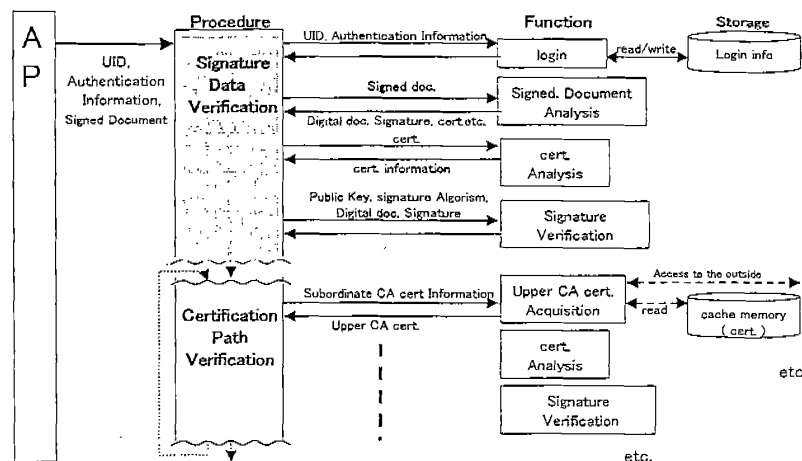 Procedure
Function
Storage
A
P
UID,
Authentication
Information,
Signed Document
Signature
Data
Verification
UID, Authentication Information
login
read/write
Login info
Signed doc.
Digital doc. Signature, cert.etc.
Signed. Document
Analysis
cert.
cert. information
cert.
Analysis
Public Key, signature Algorism,
Digital doc. Signature
Signature
Verification
Certification
Path
Verification
Subordinate CA cert Information
Upper CA cert.
Upper CA cert.
Acquisition
Access to the outside
read
cache memory
( cert. )
cert.
Analysis
etc
Signature
Verification
etc.